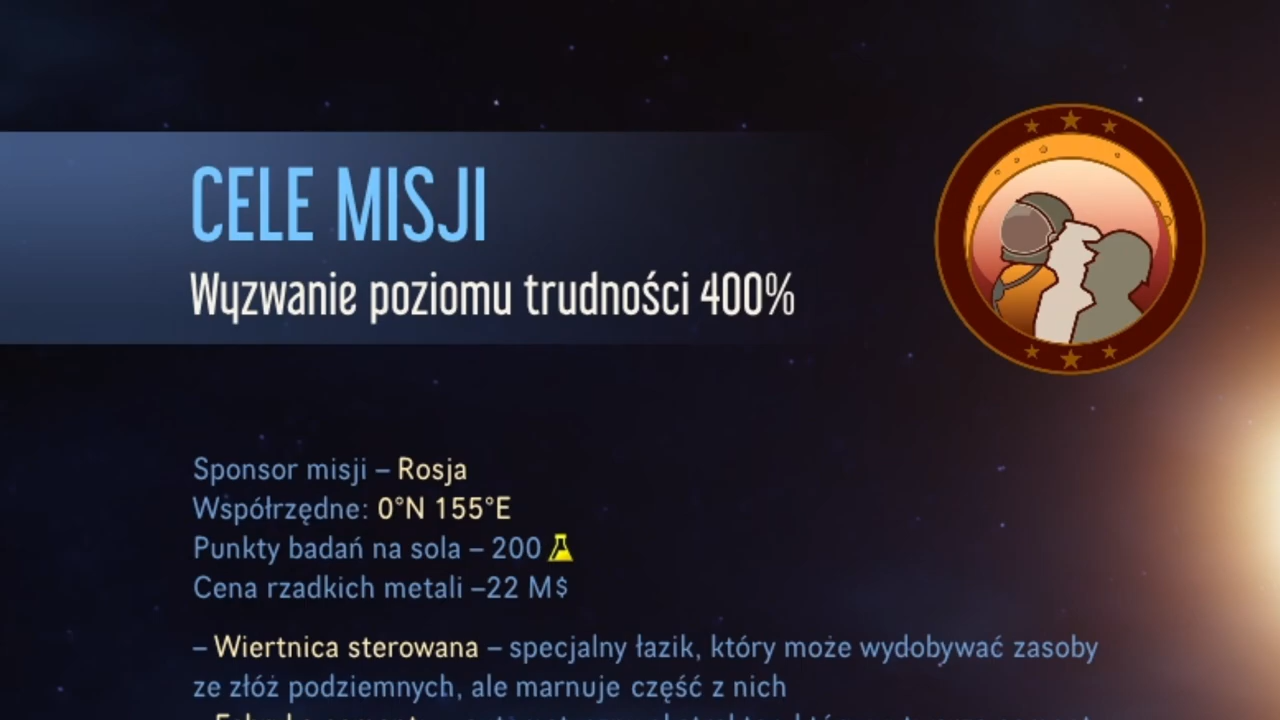 CELE MISJI
Wyzwanie poziomu trudności 400%
Sponsor misji – Rosja
Współrzędne: 0°N 155°E
Punkty badań na sola – 200
Cena rzadkich metali –22 M$
– Wiertnica sterowana – specjalny łazik, który może wydobywać zasoby
ze złóż podziemnych, ale marnuje część z nich